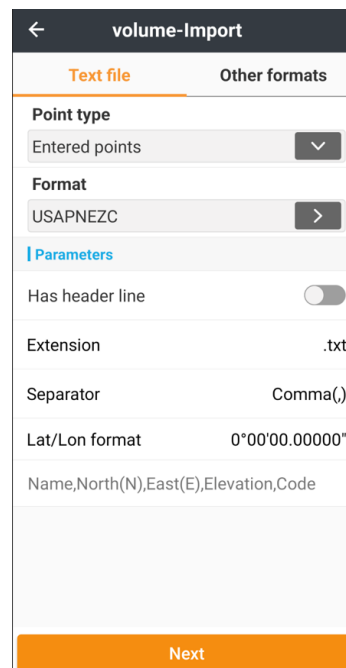 volume-Import
Text file Other formats
Point type
Entered points
Format
USAPNEZC
Parameters
Has header line
Extension .txt
Separator Comma(,)
Lat/Lon format 0°00'00.00000"
Name,North(N),East(E),Elevation,Code
Next